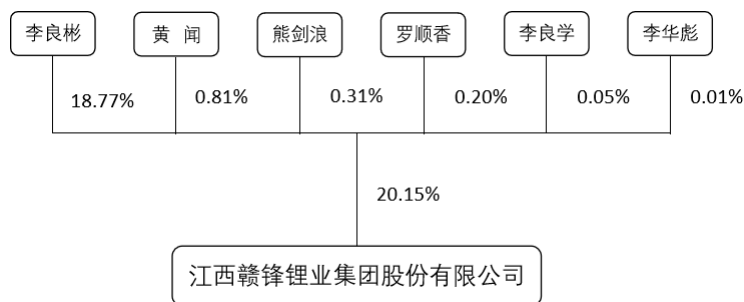 李良彬 黄 闻 熊剑浪 罗顺香 李良学 李华彪
18.77% 0.81% 0.31% 0.20% 0.05% 0.01%
20.15%
江西赣锋锂业集团股份有限公司